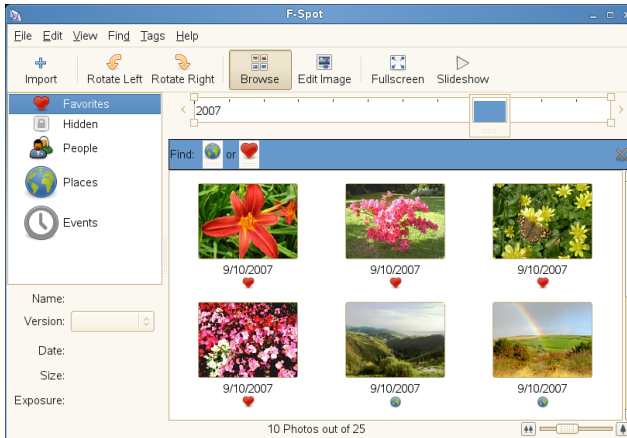 F-Spot
File Edit View Find Tags Help
Import Rotate Left Rotate Right Browse Edit Image Fullscreen Slideshow
Favorites
Hidden
People
Places
Events
2007
Find: or
9/10/2007 9/10/2007 9/10/2007
9/10/2007 9/10/2007 9/10/2007
Name:
Version:
Date:
Size:
Exposure:
10 Photos out of 25